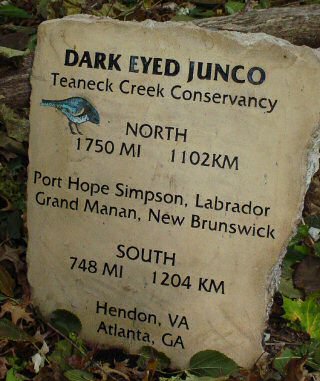 DARK EYED JUNCO
Teaneck Creek Conservancy
NORTH
1750 MI 1102KM
Port Hope Simpson, Labrador
Grand Manan, New Brunswick
SOUTH
748 MI 1204 KM
Hendon, VA
Atlanta, GA